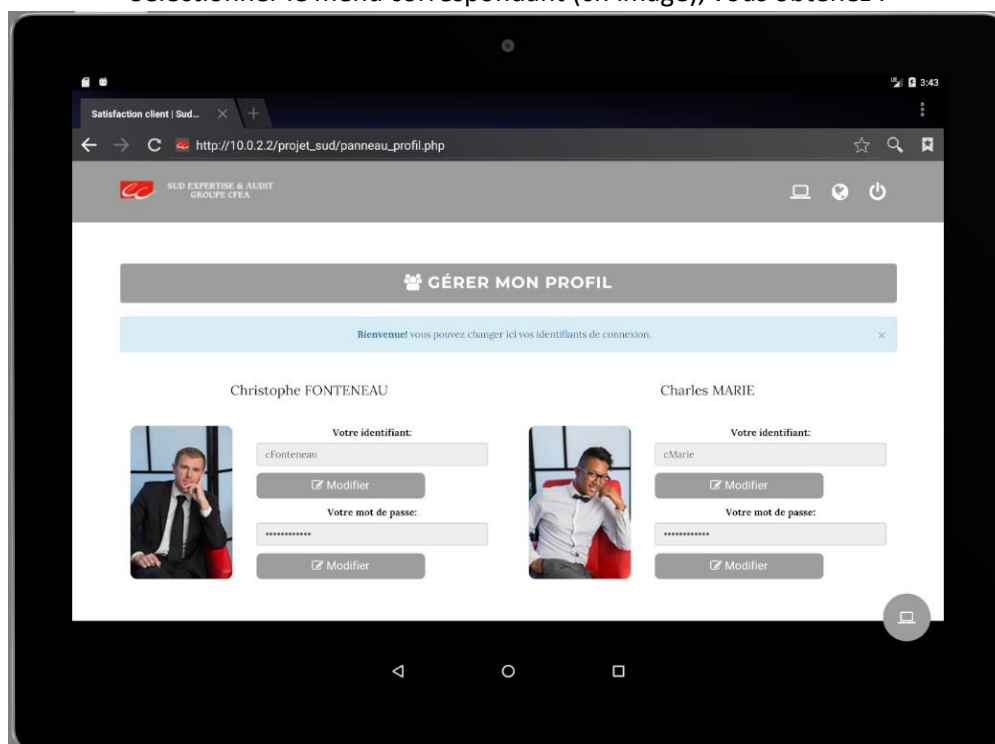 3:43
Satisfaction client | Sud...
http://10.0.2.2/projet_sud/panneau_profil.php
SUD EXPERTISE & AUDIT
GROUPE CFEA
GÉRER MON PROFIL
Bienvenue! vous pouvez changer ici vos identifiants de connexion.
×
Christophe FONTENEAU
Votre identifiant:
cFonteneau
Modifier
Votre mot de passe:
••••••••••••
Modifier
Charles MARIE
Votre identifiant:
cMarie
Modifier
Votre mot de passe:
••••••••••••
Modifier